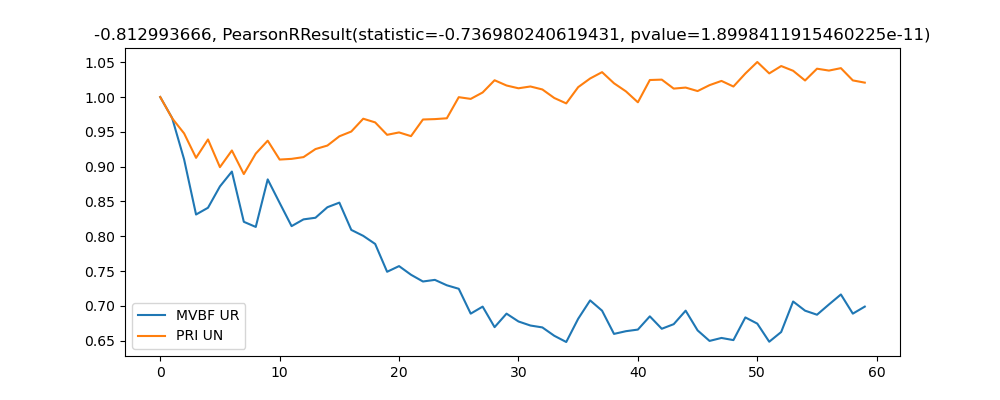 -0.812993666, PearsonRResult(statistic=-0.736980240619431, pvalue=1.8998411915460225e-11)
1.05
1.00
0.95
0.90
0.85
0.80
0.75
0.70
0.65
MVBF UR
PRI UN
0 10 20 30 40 50 60